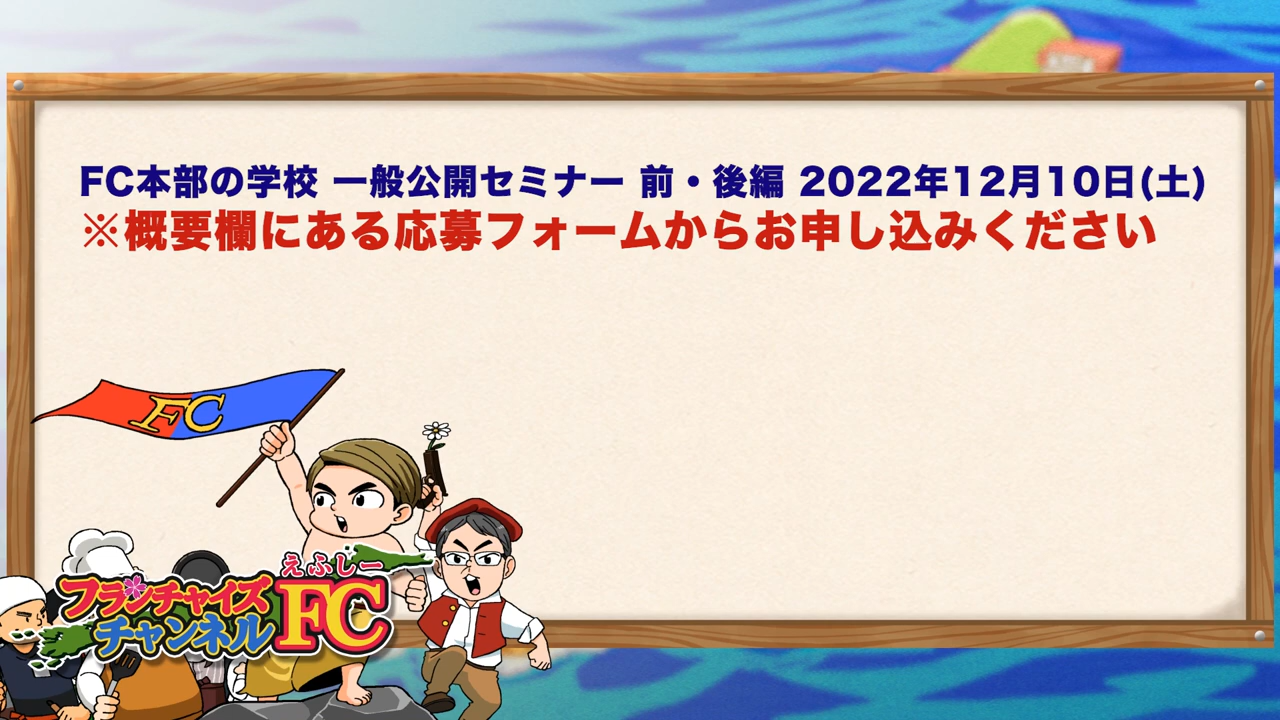 FC本部の学校 一般公開セミナー 前・後編 2022年12月10日(土)
※概要欄にある応募フォームからお申し込みください
FC
えふしー
フランチャイズ
チャンネル
FC